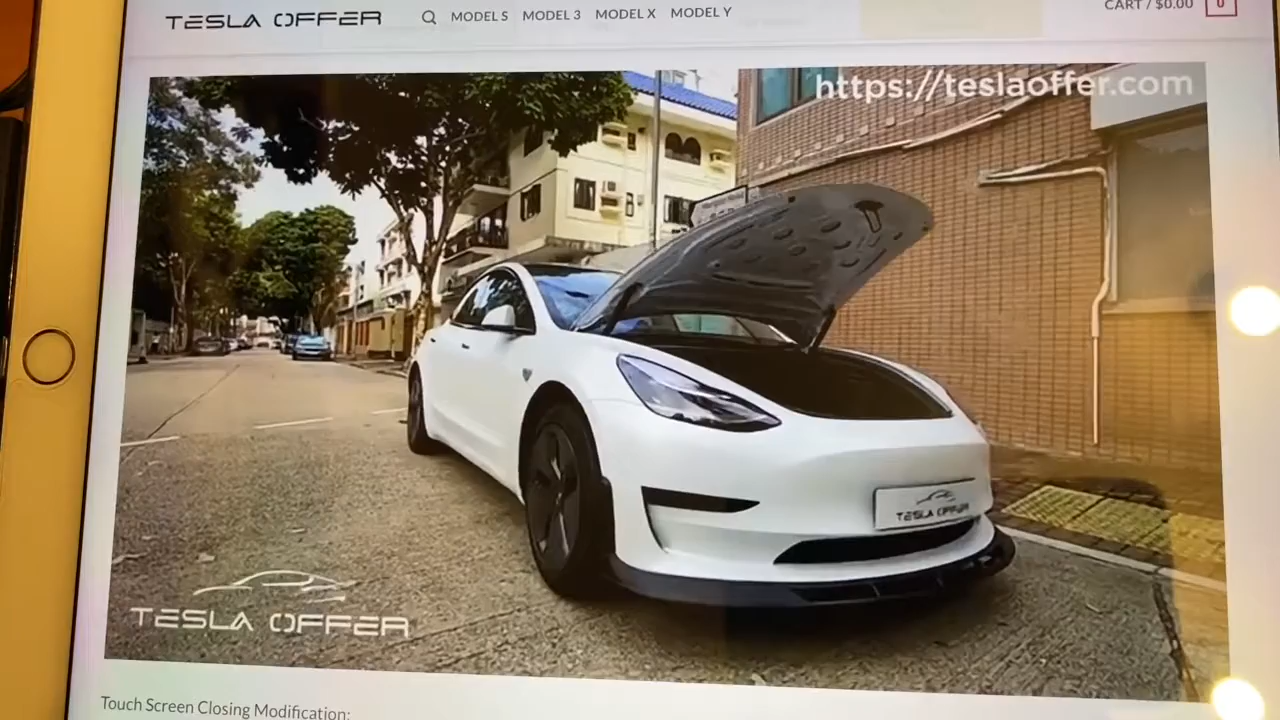 TESLA OFFER
MODEL S MODEL 3 MODEL X MODEL Y
CART / $0.00
0
https://teslaoffer.com
TESLA OFFER
TESLA OFFER
Touch Screen Closing Modification: